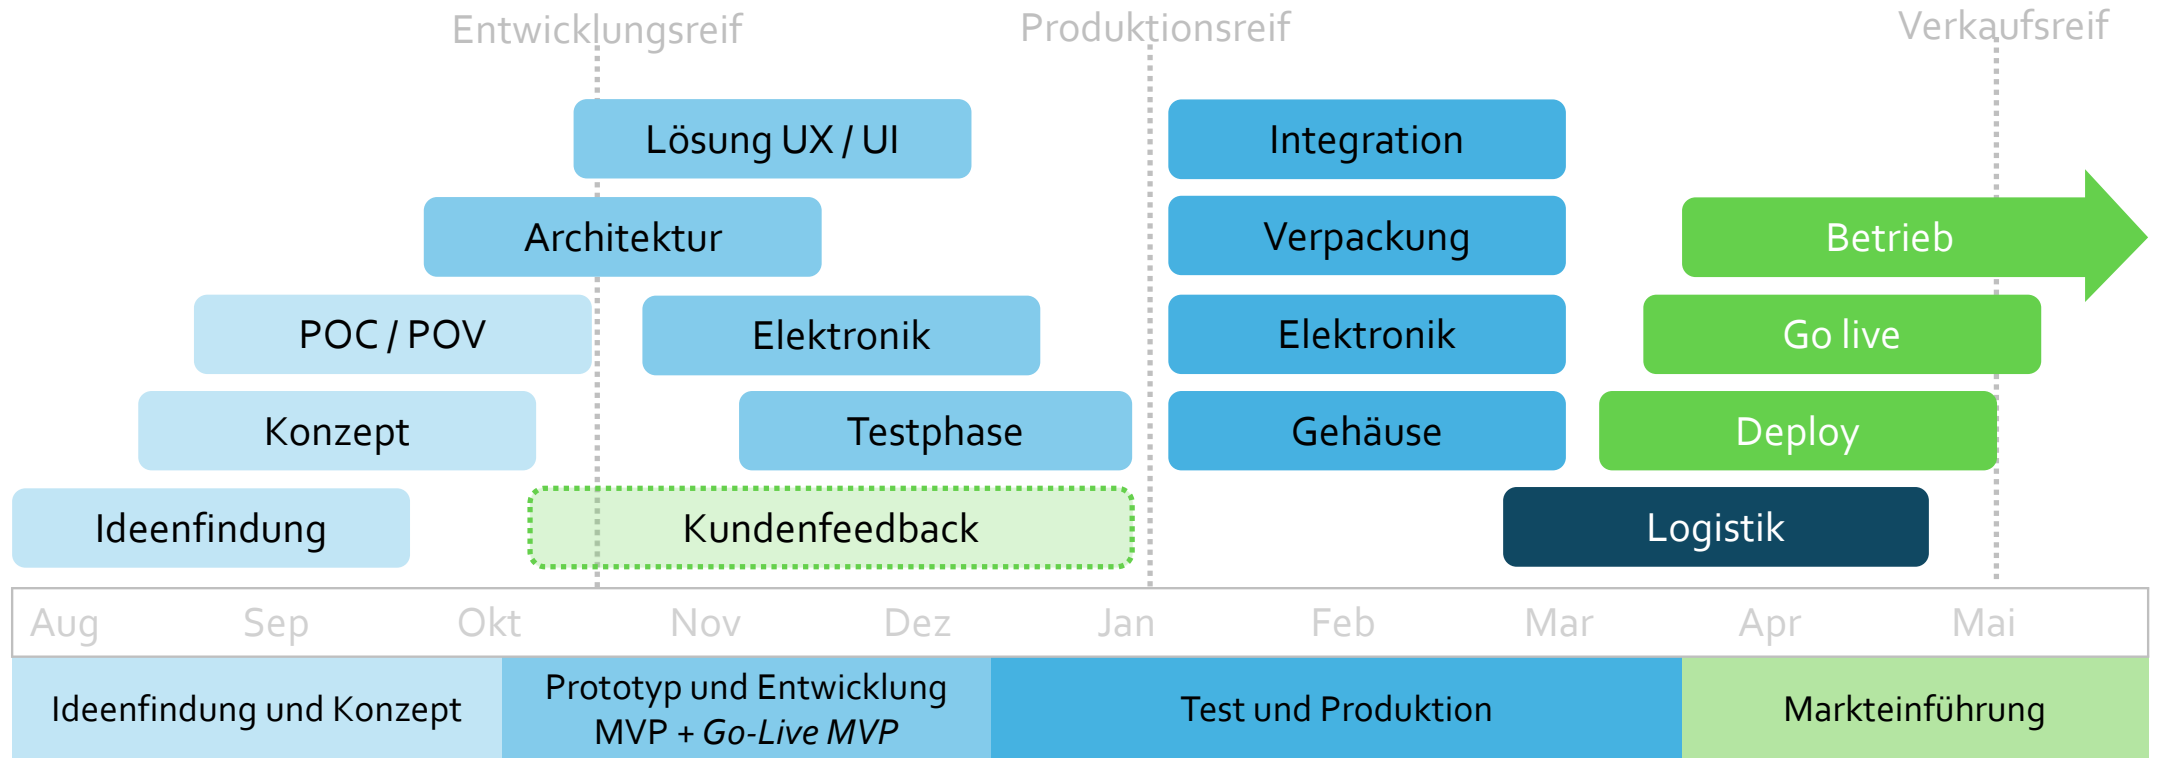 Entwicklungsreif
Produktionsreif
Verkaufsreif
Lösung UX / UI
Integration
Architektur
Verpackung
Betrieb
POC / POV
Elektronik
Elektronik
Go live
Konzept
Testphase
Gehäuse
Deploy
Ideenfindung
Kundenfeedback
Logistik
Aug Sep Okt Nov Dez Jan Feb Mar Apr Mai
Ideenfindung und Konzept
Prototyp und Entwicklung
MVP + Go-Live MVP
Test und Produktion
Markteinführung